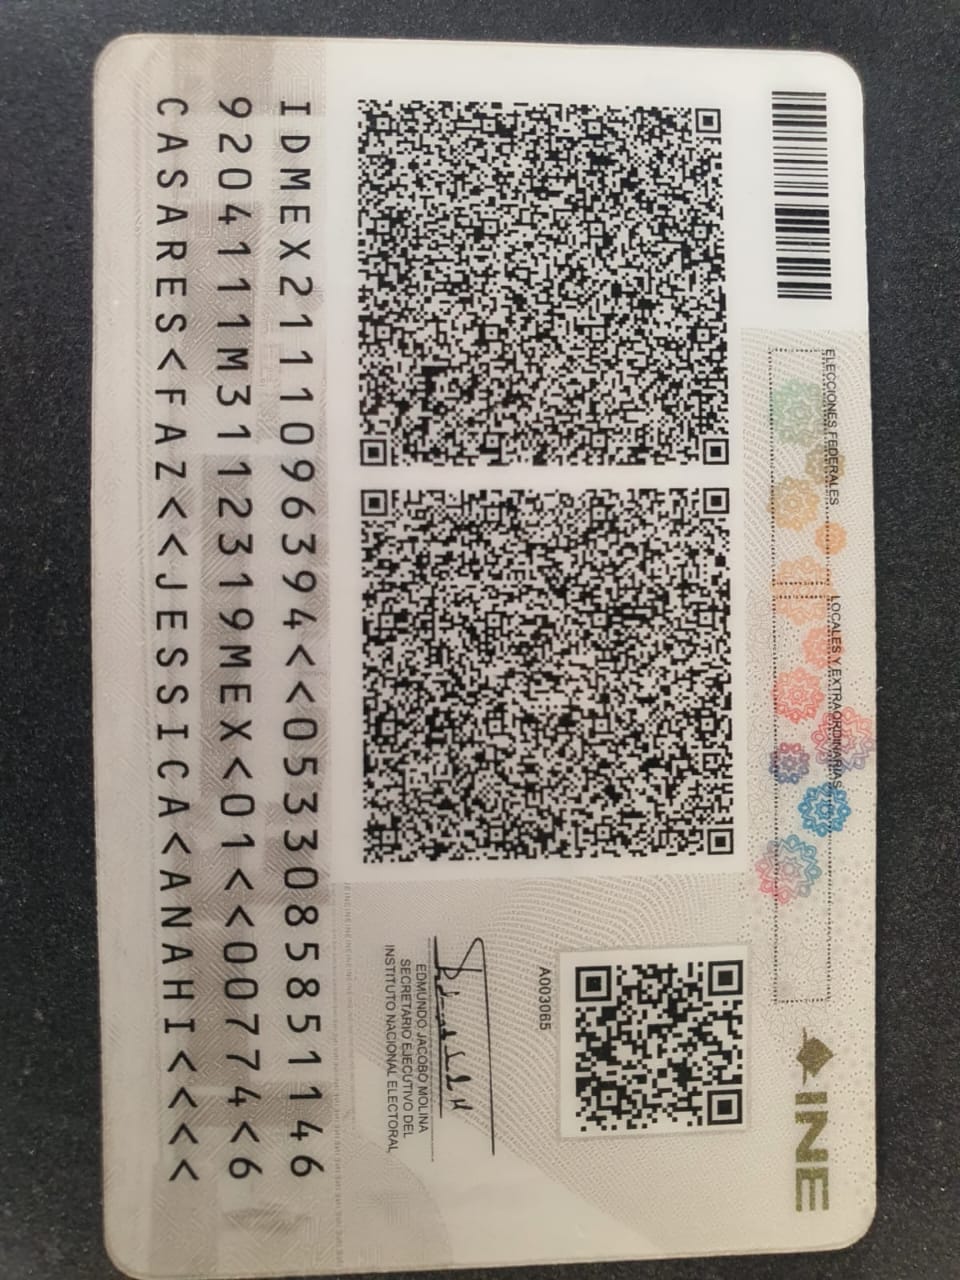 ELECCIONES FEDERALES
LOCALES Y EXTRAORDINARIAS
INE
A003065
EDMUNDO JACOBO MOLINA
SECRETARIO EJECUTIVO DEL
INSTITUTO NACIONAL ELECTORAL
IDMEX2111096394<<0533085851146
9204111M3112319MEX<01<<00774<6
CASARES<FAZ<<JESSICA<ANAHI<<<<